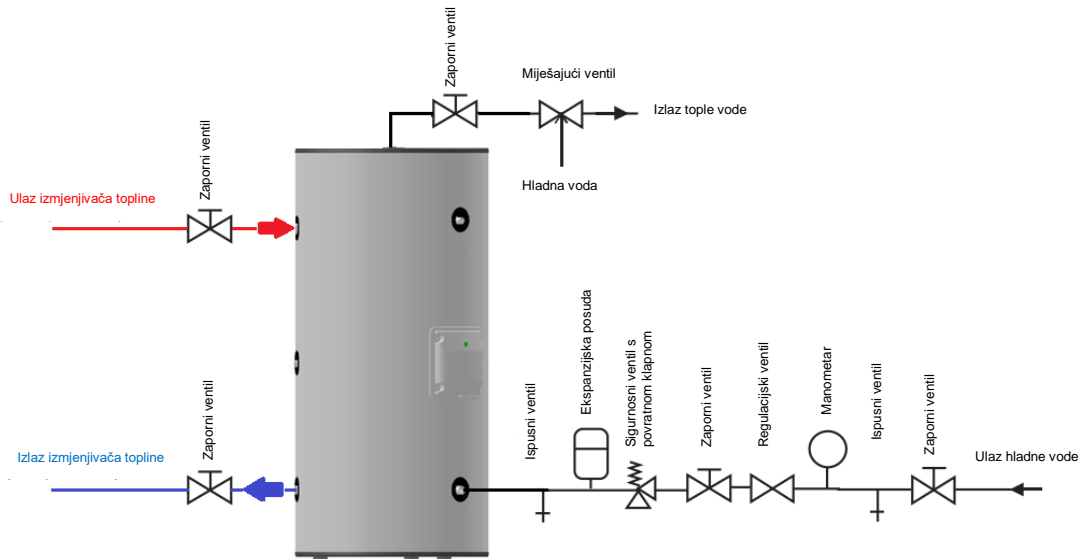 Zaporni ventil
Miješajući ventil
Izlaz tople vode
Hladna voda
Zaporni ventil
Ulaz izmjenjivača topline
Zaporni ventil
Izlaz izmjenjivača topline
Ispusni ventil
Ekspanzijska posuda
Sigurnosni ventil s
povratnom klapnom
Zaporni ventil
Regulacijski ventil
Manometar
Ispusni ventil
Zaporni ventil
Ulaz hladne vode